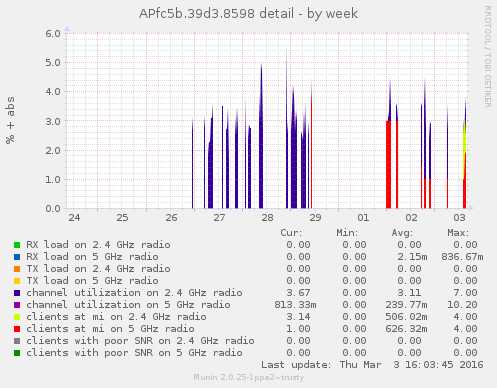 APfc5b.39d3.8598 detail - by week
RRDTOOL / TOBI OETIKER
% + abs
6.0
5.0
4.0
3.0
2.0
1.0
0.0
24 25 26 27 28 29 01 02 03
Cur: Min: Avg: Max:
RX load on 2.4 GHz radio 0.00 0.00 0.00 0.00
RX load on 5 GHz radio 0.00 0.00 2.15m 836.67m
TX load on 2.4 GHz radio 0.00 0.00 0.00 0.00
TX load on 5 GHz radio 0.00 0.00 0.00 0.00
channel utilization on 2.4 GHz radio 3.67 0.00 3.11 7.00
channel utilization on 5 GHz radio 813.33m 0.00 239.77m 10.20
clients at mi on 2.4 GHz radio 3.14 0.00 506.02m 4.00
clients at mi on 5 GHz radio 1.00 0.00 626.32m 4.00
clients with poor SNR on 2.4 GHz radio 0.00 0.00 0.00 0.00
clients with poor SNR on 5 GHz radio 0.00 0.00 0.00 0.00
Last update: Thu Mar 3 16:03:45 2016
Munin 2.0.25-1ppa2~trusty